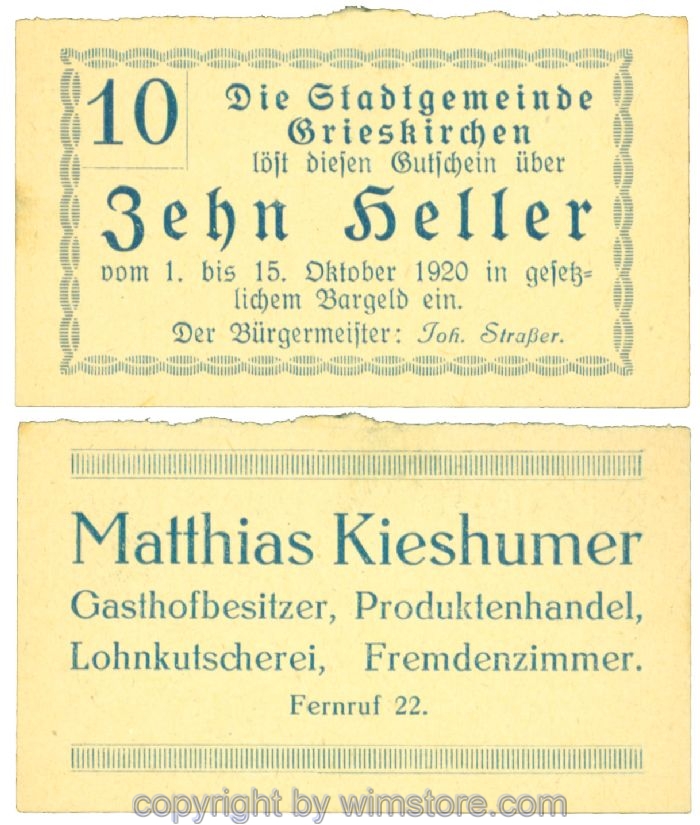 10
Die Stadtgemeinde
Grieskirchen
löst diesen Gutschein über
Zehn Heller
vom 1. bis 15. Oktober 1920 in gesetz=
lichem Bargeld ein.
Der Bürgermeister: Joh. Straßer.
Matthias Kieshumer
Gasthofbesitzer, Produktenhandel,
Lohnkutscherei, Fremdenzimmer.
Fernruf 22.
copyright by wimstore.com